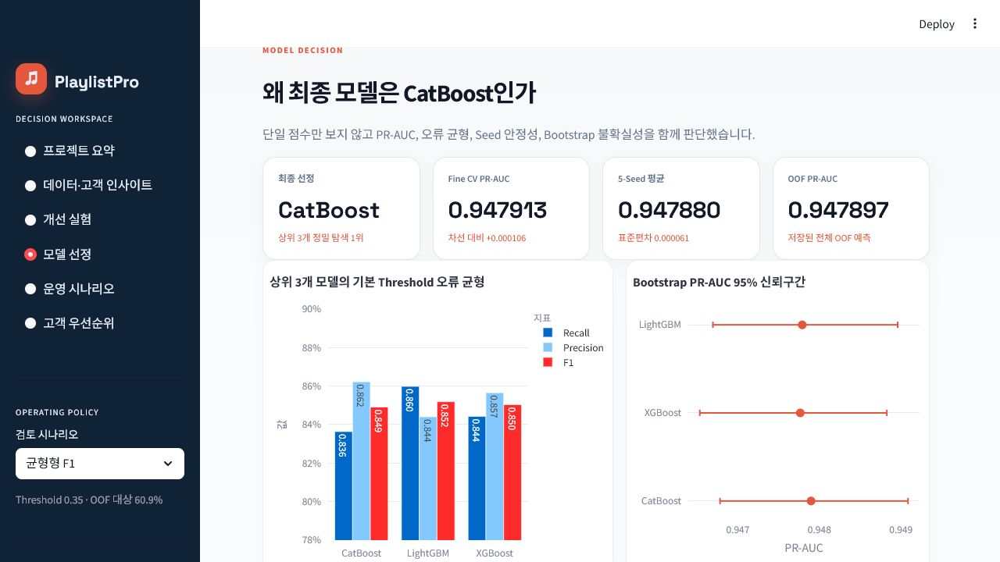 Deploy
PlaylistPro
DECISION WORKSPACE
프로젝트 요약
데이터·고객 인사이트
개선 실험
모델 선정
운영 시나리오
고객 우선순위
OPERATING POLICY
검토 시나리오
균형형 F1
Threshold 0.35 · OOF 대상 60.9%
MODEL DECISION
왜 최종 모델은 CatBoost인가
단일 점수만 보지 않고 PR-AUC, 오류 균형, Seed 안정성, Bootstrap 불확실성을 함께 판단했습니다.
최종 선정
CatBoost
상위 3개 정밀 탐색 1위
Fine CV PR-AUC
0.947913
차선 대비 +0.000106
5-Seed 평균
0.947880
표준편차 0.000061
OOF PR-AUC
0.947897
저장된 전체 OOF 예측
상위 3개 모델의 기본 Threshold 오류 균형
90%
88%
86%
84%
82%
80%
78%
값
0.836
0.862
0.849
0.860
0.844
0.852
0.844
0.857
0.850
CatBoost
LightGBM
XGBoost
지표
Recall
Precision
F1
Bootstrap PR-AUC 95% 신뢰구간
LightGBM
XGBoost
CatBoost
0.947
0.948
0.949
PR-AUC